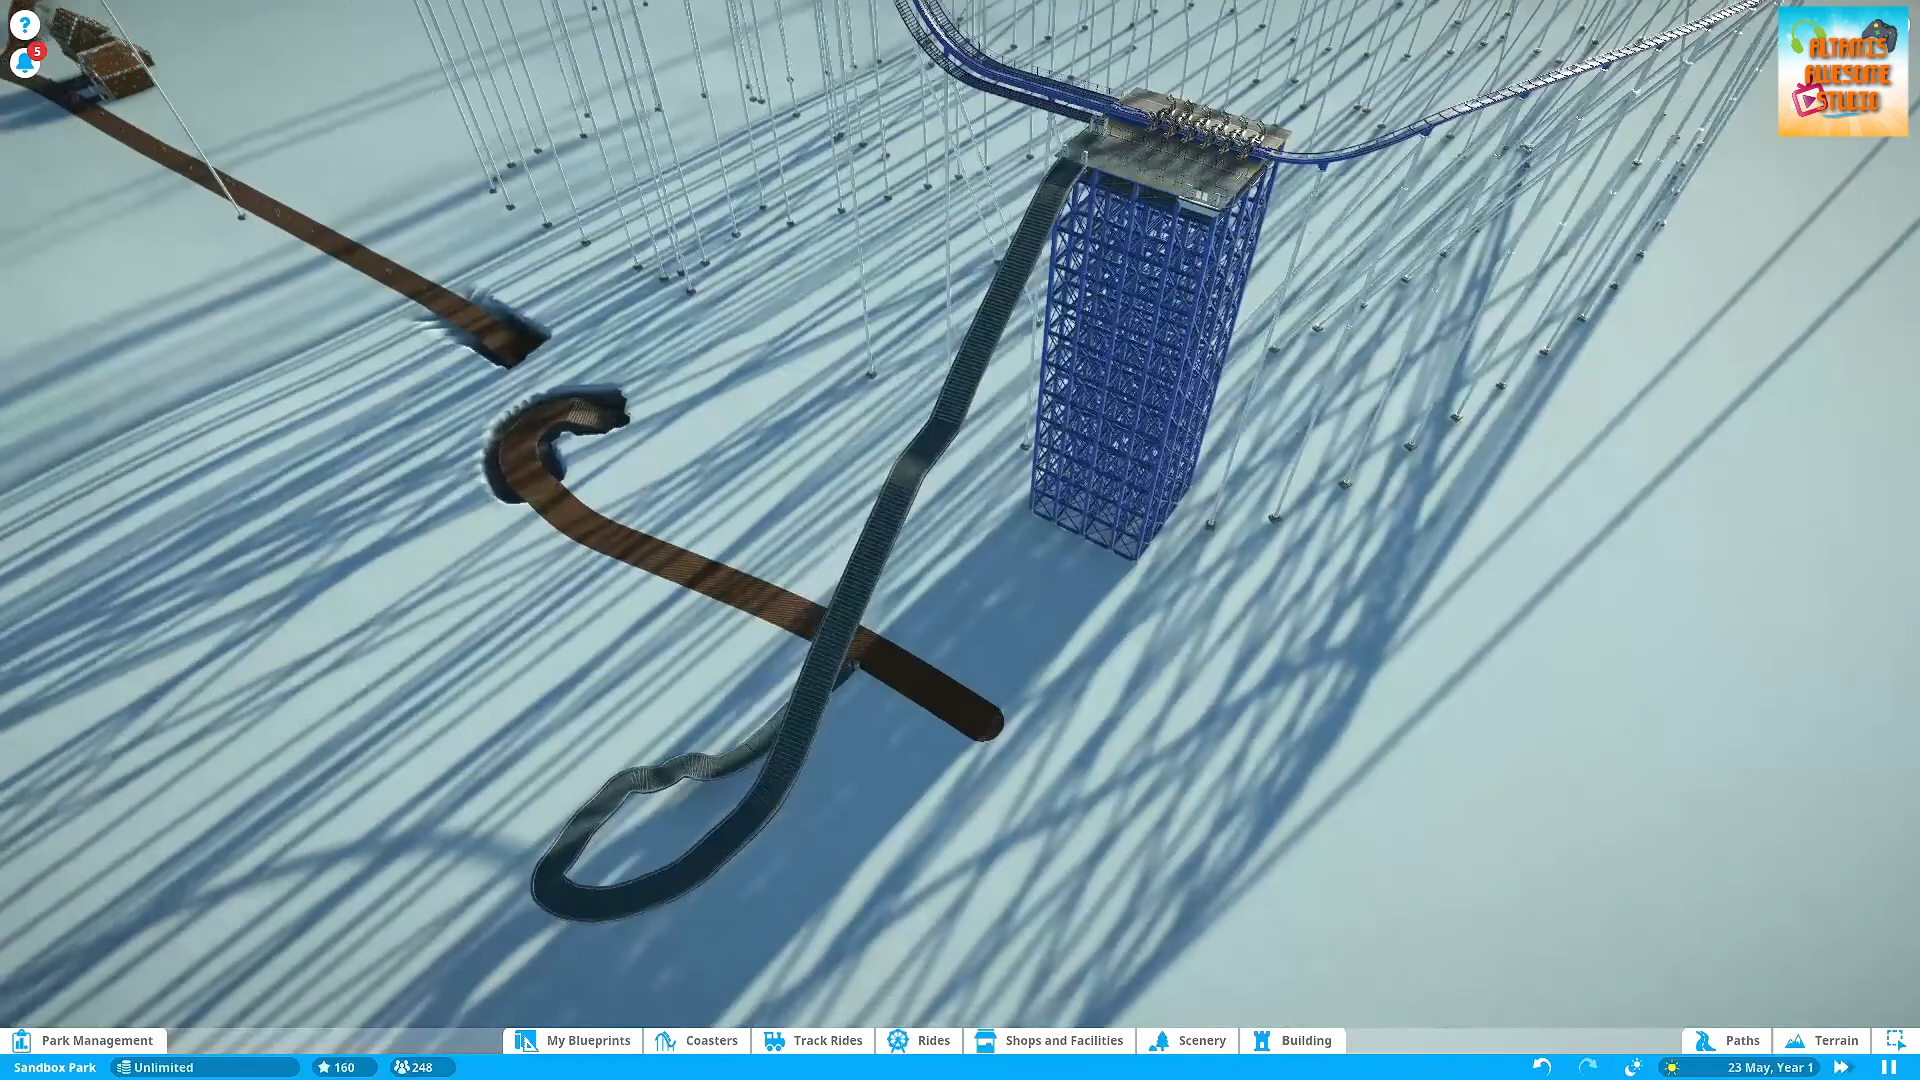 ?
5
ALTAMIS
AWESOME
STUDIO
Park Management
My Blueprints
Coasters
Track Rides
Rides
Shops and Facilities
Scenery
Building
Paths
Terrain
Sandbox Park
Unlimited
160
248
23 May, Year 1